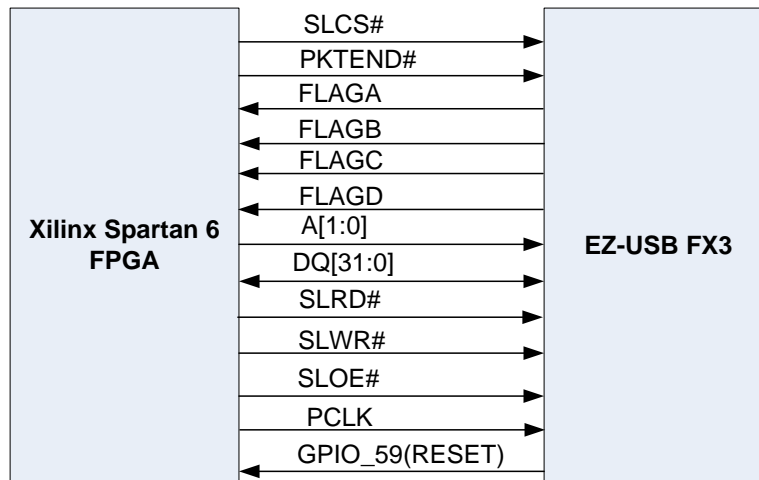 SLCS#
PKTEND#
FLAGA
FLAGB
FLAGC
FLAGD
A[1:0]
DQ[31:0]
SLRD#
SLWR#
SLOE#
PCLK
GPIO_59(RESET)
Xilinx Spartan 6
FPGA
EZ-USB FX3